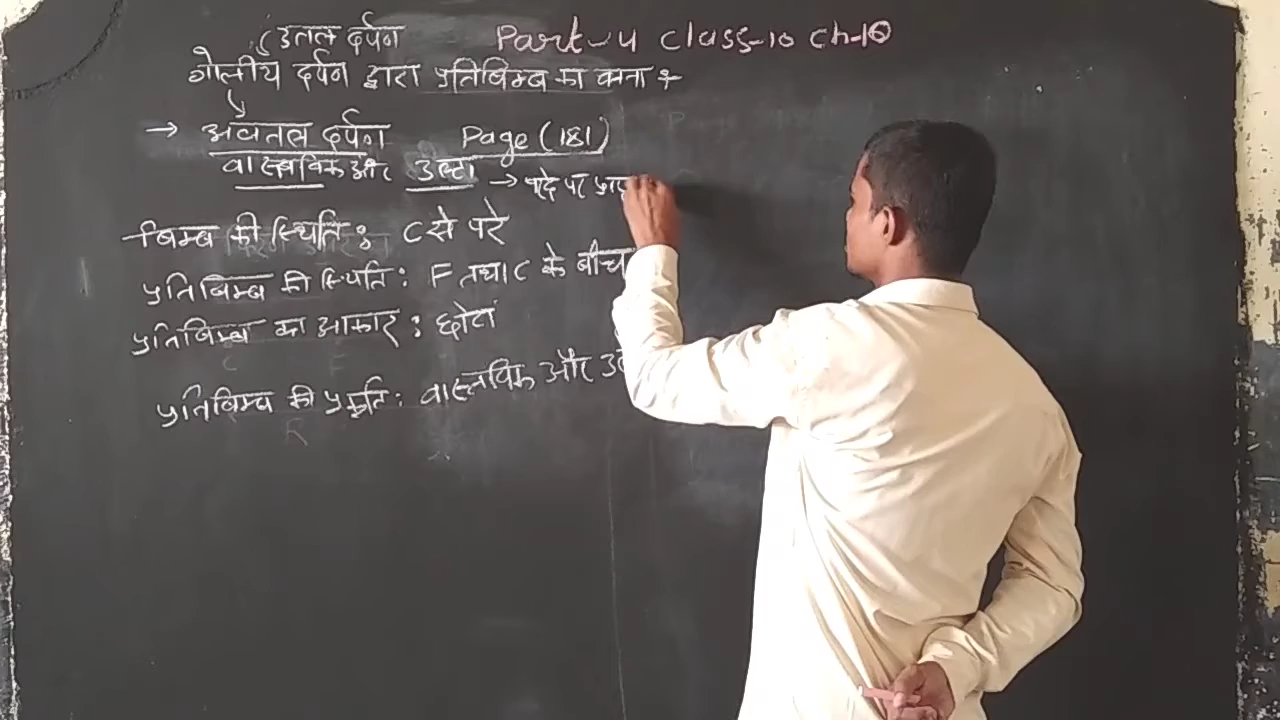 उत्तल दर्पण Part-4 Class-10 Ch-10
गोलीय दर्पण द्वारा प्रतिबिम्ब का बनना
→ अवतल दर्पण Page (181)
वास्तविक और उल्टा → पर्दे पर
बिम्ब की स्थिति: C से परे
प्रतिबिम्ब की स्थिति: F तथा C के बीच
प्रतिबिम्ब का आकार: छोटा
प्रतिबिम्ब की प्रकृति: वास्तविक और